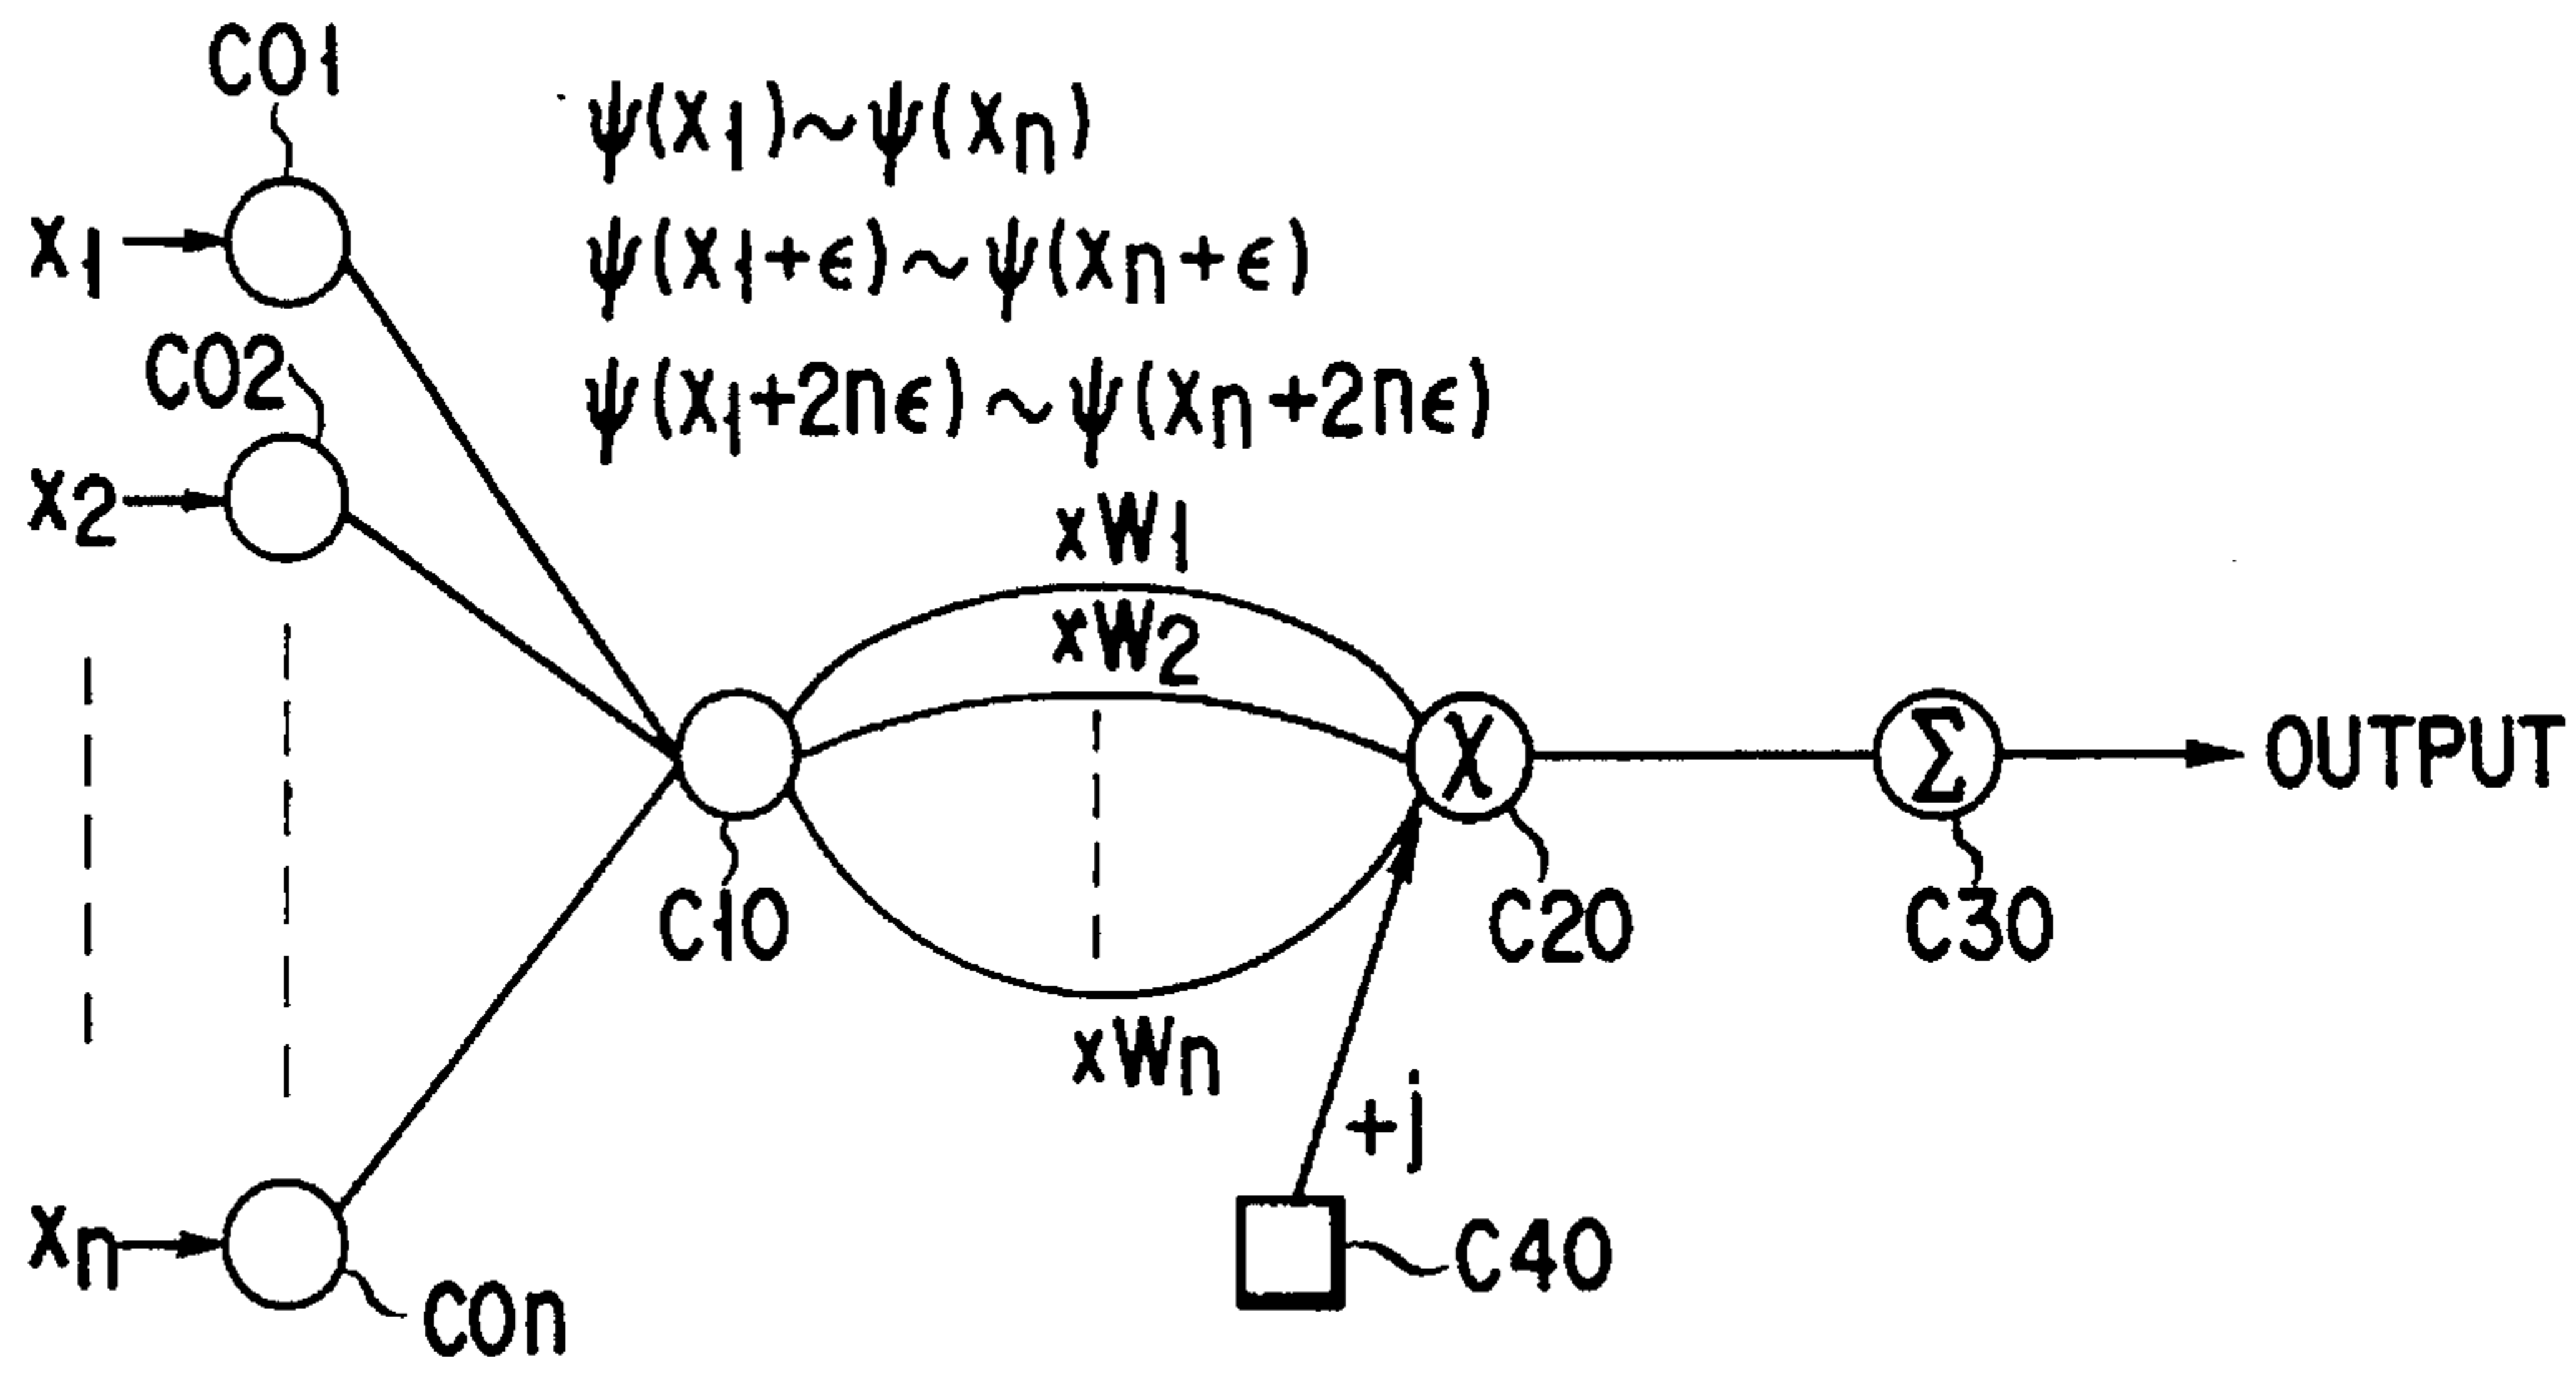 C01
ψ(x1)~ψ(xn)
x1
ψ(x1+ϵ)~ψ(xn+ϵ)
C02
ψ(x1+2nϵ)~ψ(xn+2nϵ)
x2
xW1
xW2
χ
Σ
OUTPUT
C10
C20
C30
xWn
+j
xn
C40
C0n